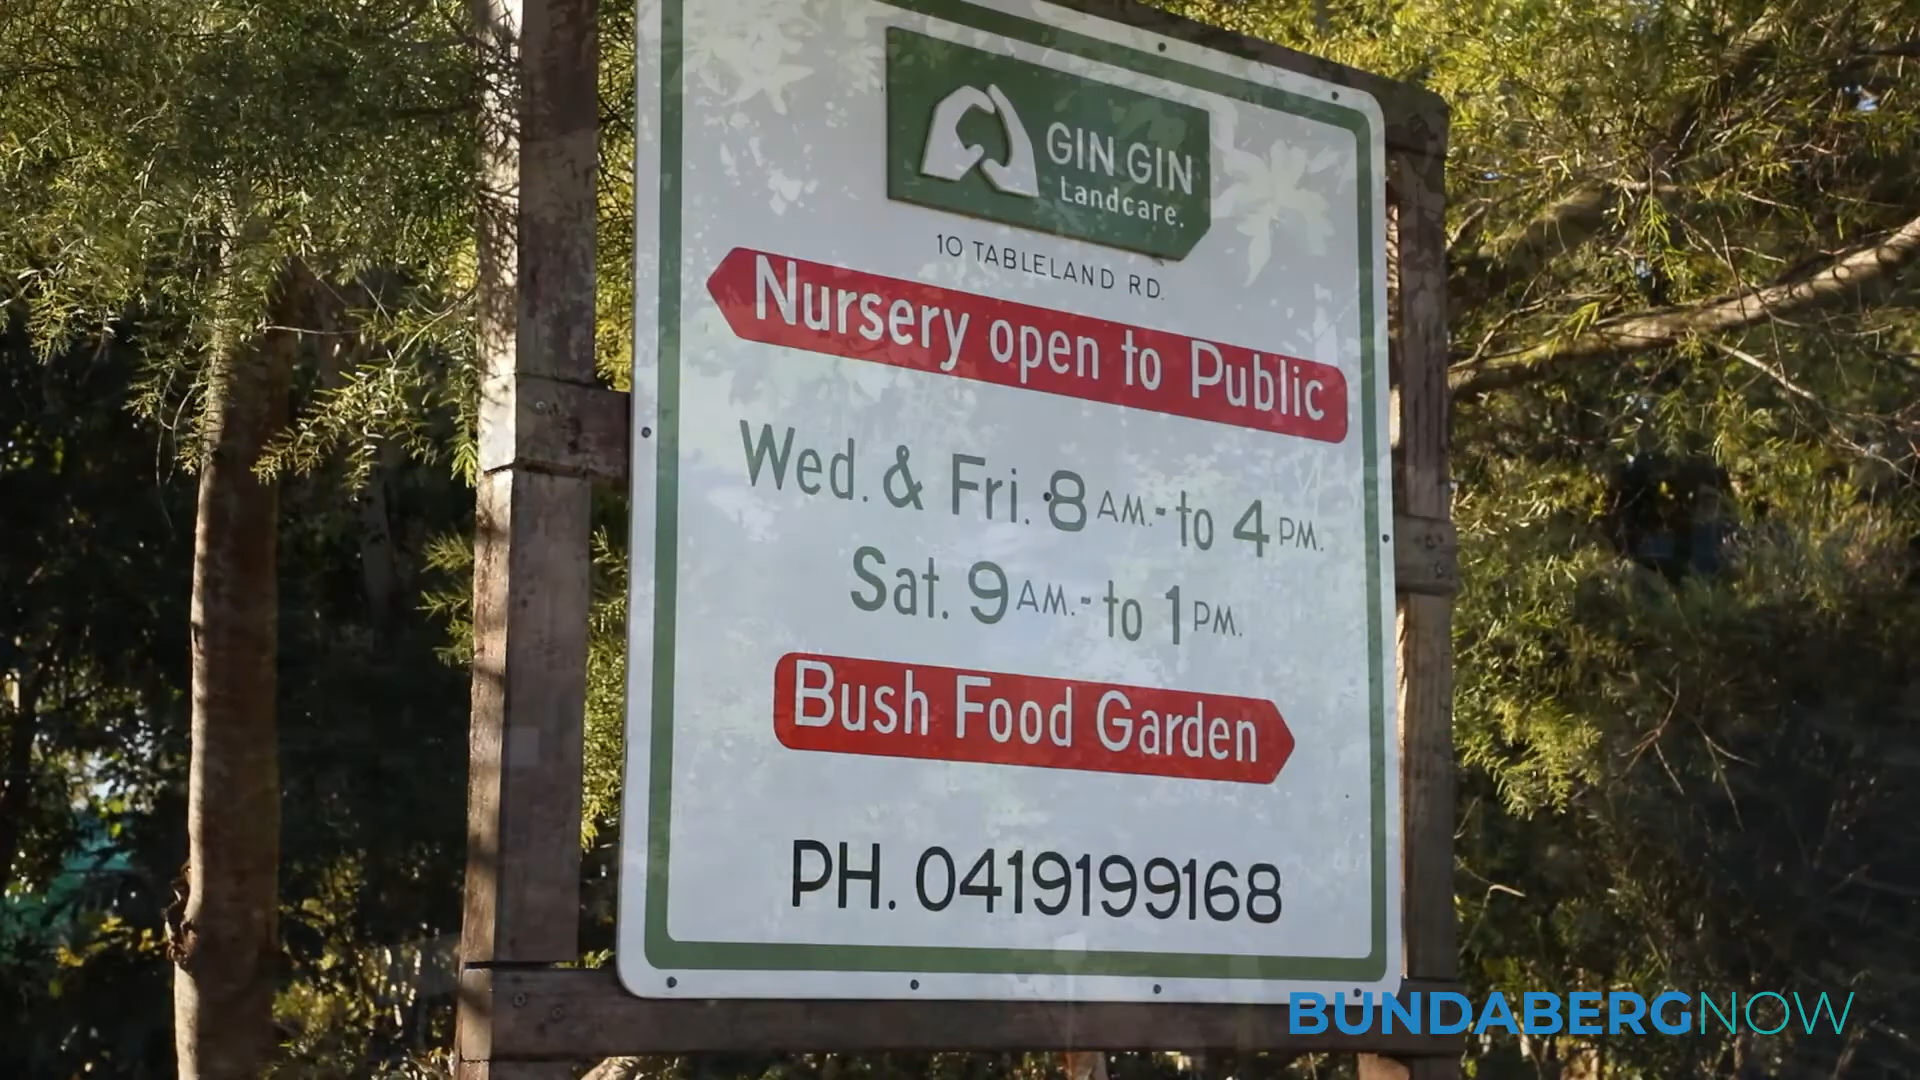 GIN GIN
Landcare.
10 TABLELAND RD.
Nursery open to Public
Wed. & Fri. 8 AM.- to 4 PM.
Sat. 9 AM.- to 1 PM.
Bush Food Garden
PH. 0419199168
BUNDABERGNOW